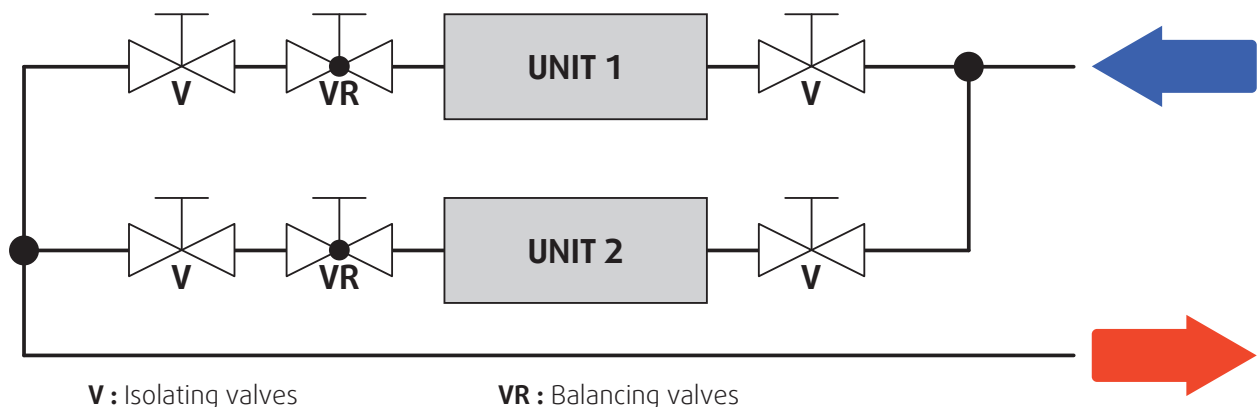 UNIT 1
V
VR
V
UNIT 2
V
VR
V
V : Isolating valves
VR : Balancing valves